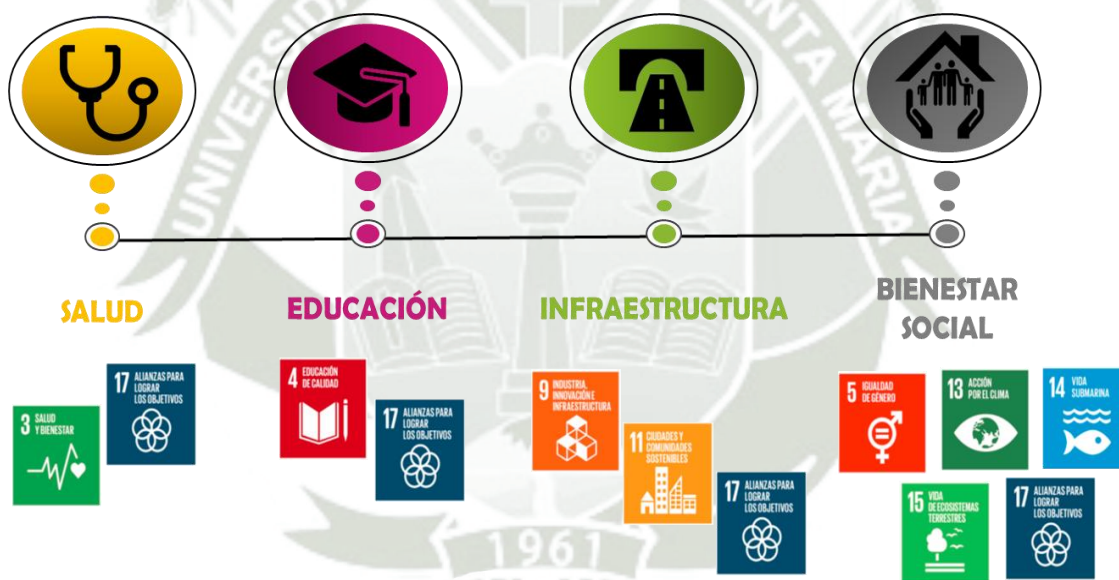 UNIVERSIDA
ANTA MARIA
SALUD
EDUCACIÓN
INFRAESTRUCTURA
BIENESTAR
SOCIAL
3 SALUD
Y BIENESTAR
17 ALIANZAS PARA
LOGRAR
LOS OBJETIVOS
4 EDUCACIÓN
DE CALIDAD
17 ALIANZAS PARA
LOGRAR
LOS OBJETIVOS
9 INDUSTRIA,
INNOVACIÓN E
INFRAESTRUCTURA
11 CIUDADES Y
COMUNIDADES
SOSTENIBLES
17 ALIANZAS PARA
LOGRAR
LOS OBJETIVOS
5 IGUALDAD
DE GÉNERO
13 ACCIÓN
POR EL CLIMA
14 VIDA
SUBMARINA
15 VIDA
DE ECOSISTEMAS
TERRESTRES
17 ALIANZAS PARA
LOGRAR
LOS OBJETIVOS
1961